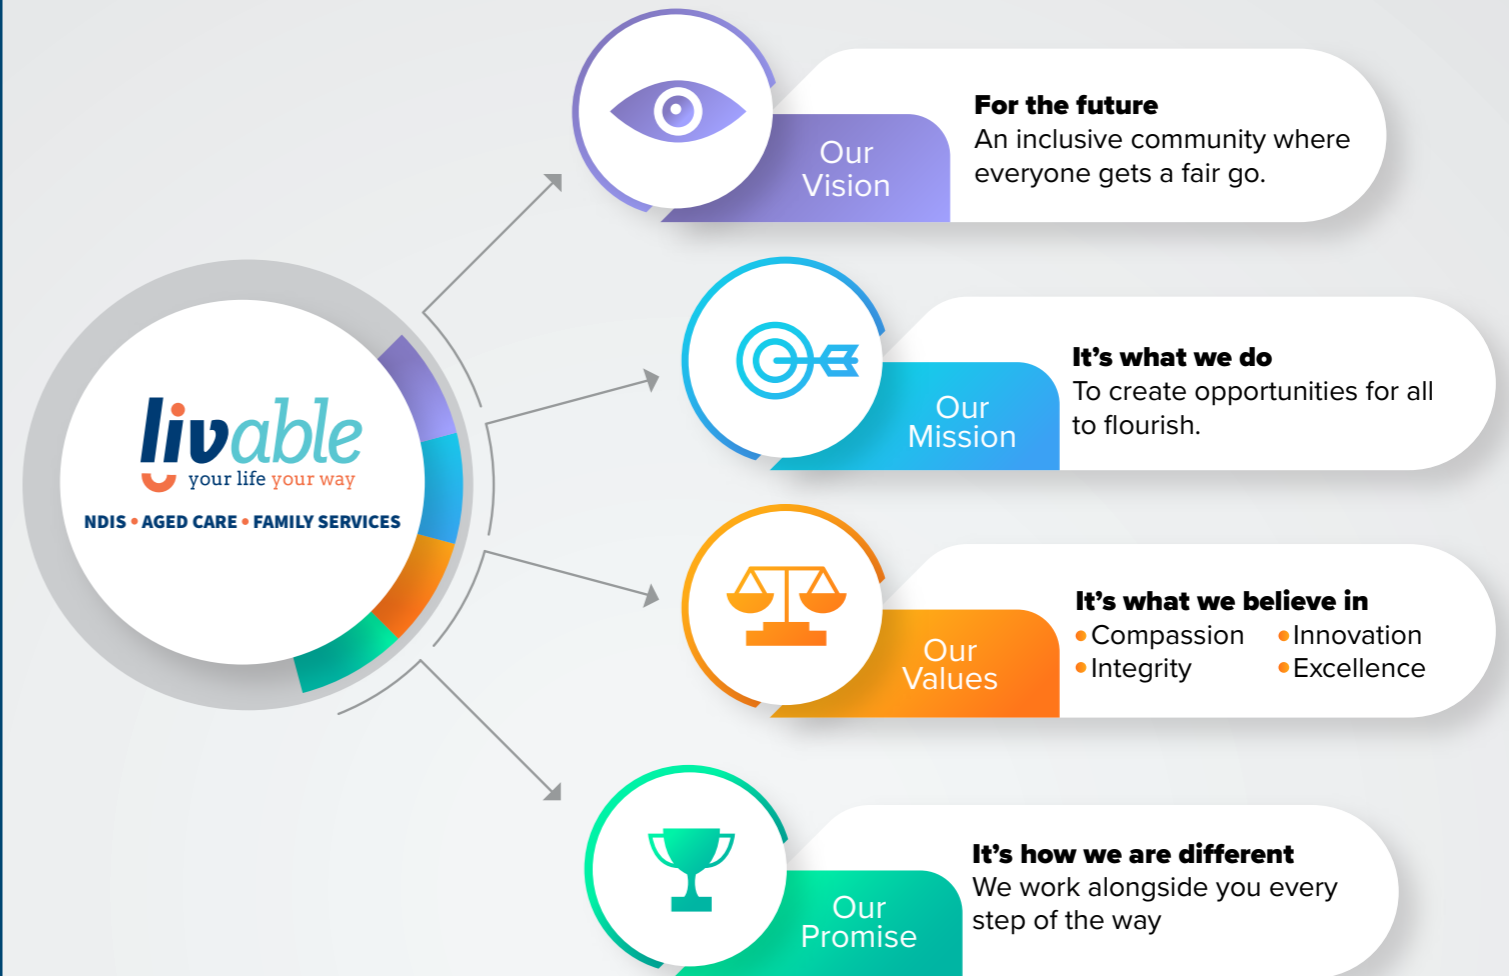 livable
your life your way
NDIS • AGED CARE • FAMILY SERVICES
Our
Vision
For the future
An inclusive community where
everyone gets a fair go.
Our
Mission
It's what we do
To create opportunities for all
to flourish.
Our
Values
It's what we believe in
• Compassion • Innovation
• Integrity • Excellence
Our
Promise
It's how we are different
We work alongside you every
step of the way